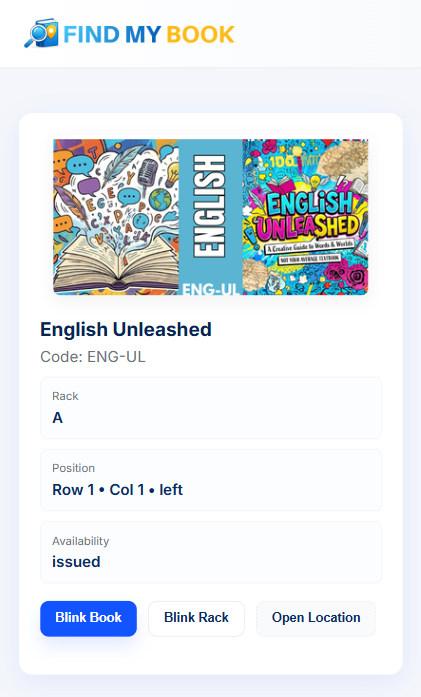 FIND MY BOOK
ENGLISH
ENG-UL
ENGLISH
UNLEASHED
A Creative Guide to Words & Worlds
NOT YOUR AVERAGE TEXTBOOK
English Unleashed
Code: ENG-UL
Rack
A
Position
Row 1 • Col 1 • left
Availability
issued
Blink Book
Blink Rack
Open Location